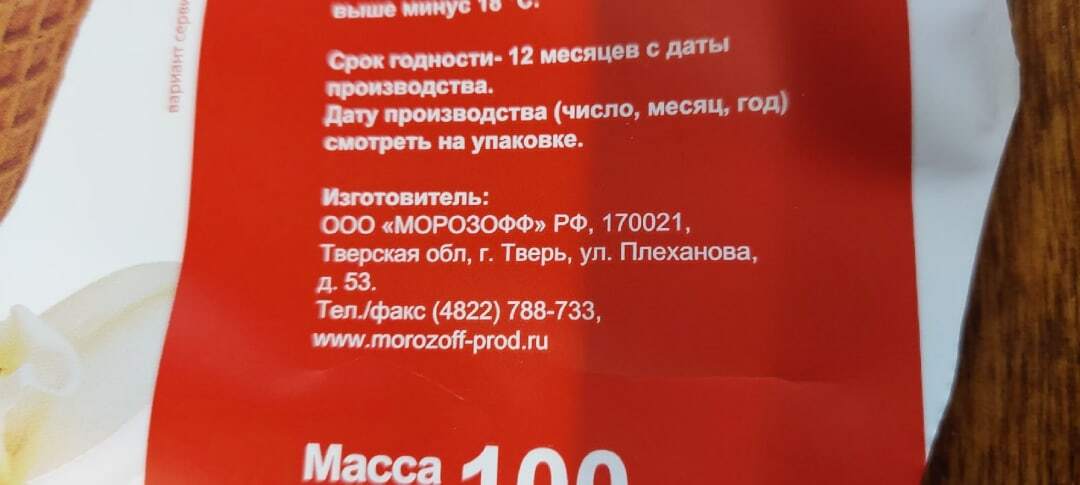 выше минус 18 °C.
Срок годности- 12 месяцев с даты
производства.
Дату производства (число, месяц, год)
смотреть на упаковке.
Изготовитель:
ООО «МОРОЗОФФ» РФ, 170021,
Тверская обл, г. Тверь, ул. Плеханова,
д. 53.
Тел./факс (4822) 788-733,
www.morozoff-prod.ru
Масса 100
вариант